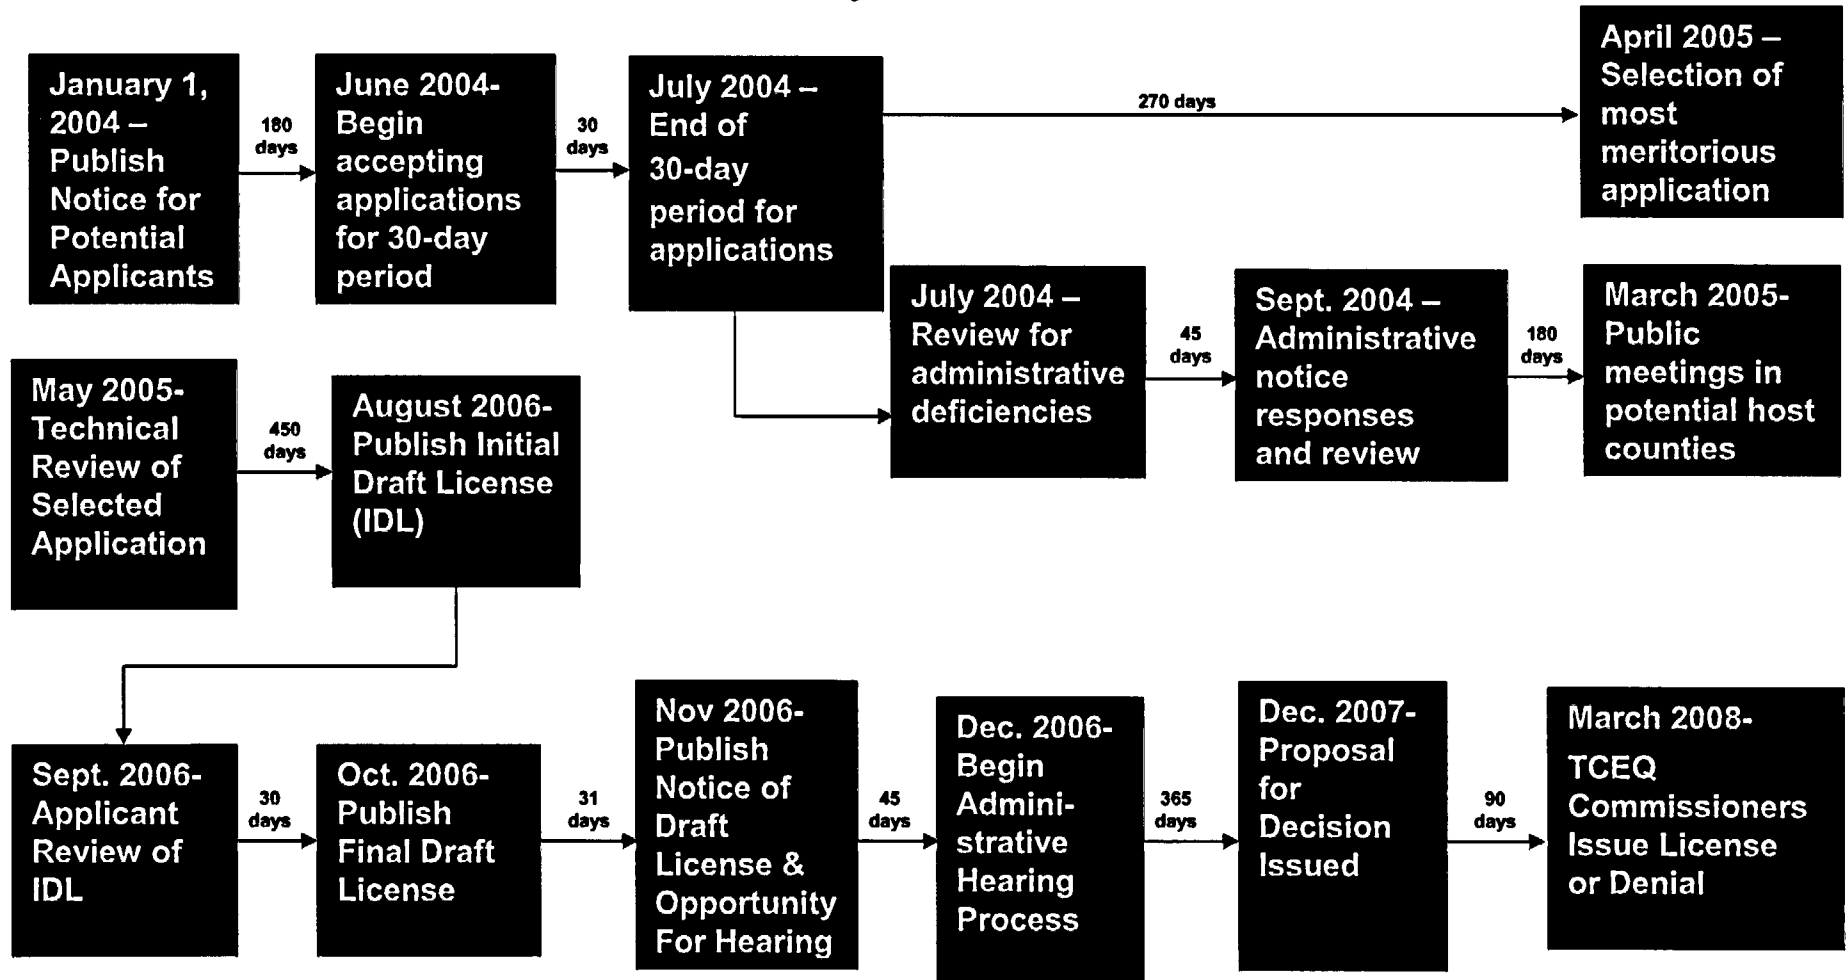 January 1,
2004 –
Publish
Notice for
Potential
Applicants
180
days
June 2004-
Begin
accepting
applications
for 30-day
period
30
days
July 2004 –
End of
30-day
period for
applications
270 days
April 2005 –
Selection of
most
meritorious
application
July 2004 –
Review for
administrative
deficiencies
45
days
Sept. 2004 –
Administrative
notice
responses
and review
180
days
March 2005-
Public
meetings in
potential host
counties
May 2005-
Technical
Review of
Selected
Application
450
days
August 2006-
Publish Initial
Draft License
(IDL)
Sept. 2006-
Applicant
Review of
IDL
30
days
Oct. 2006-
Publish
Final Draft
License
31
days
Nov 2006-
Publish
Notice of
Draft
License &
Opportunity
For Hearing
45
days
Dec. 2006-
Begin
Admini-
strative
Hearing
Process
365
days
Dec. 2007-
Proposal
for
Decision
Issued
90
days
March 2008-
TCEQ
Commissioners
Issue License
or Denial